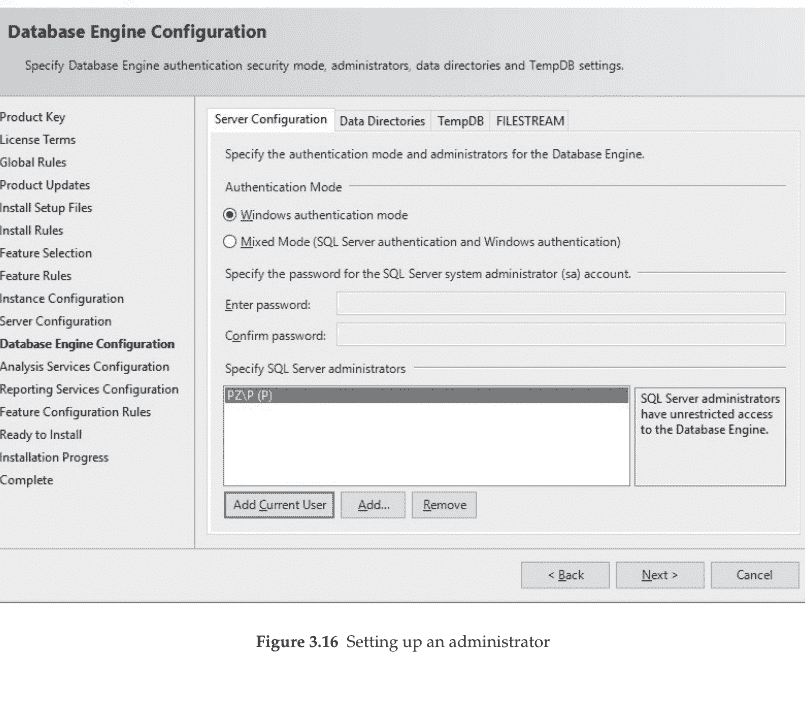 Database Engine Configuration
Specify Database Engine authentication security mode, administrators, data directories and TempDB settings.
Product Key
License Terms
Global Rules
Product Updates
Install Setup Files
Install Rules
Feature Selection
Feature Rules
Instance Configuration
Server Configuration
Database Engine Configuration
Analysis Services Configuration
Reporting Services Configuration
Feature Configuration Rules
Ready to Install
Installation Progress
Complete
Server Configuration Data Directories TempDB FILESTREAM
Specify the authentication mode and administrators for the Database Engine.
Authentication Mode
Windows authentication mode
Mixed Mode (SQL Server authentication and Windows authentication)
Specify the password for the SQL Server system administrator (sa) account.
Enter password:
Confirm password:
Specify SQL Server administrators
PZ\P (P)
SQL Server administrators
have unrestricted access
to the Database Engine.
Add Current User Add... Remove
< Back Next > Cancel
Figure 3.16 Setting up an administrator